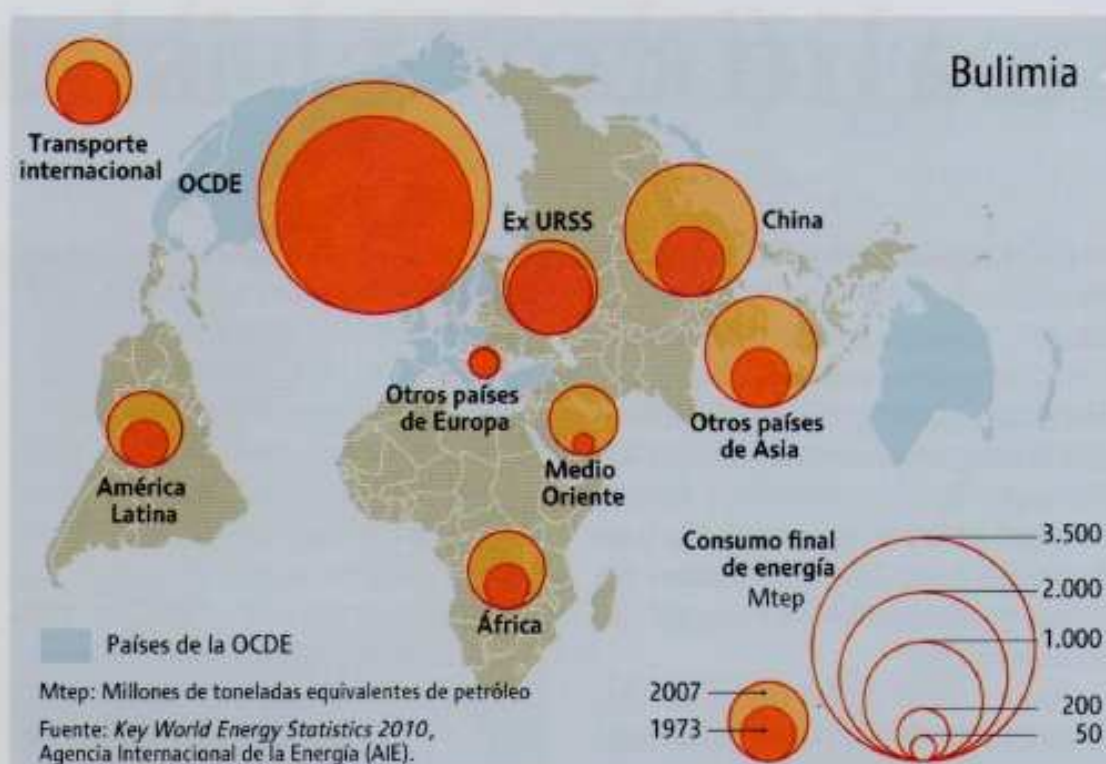 Bulimia
Transporte
internacional
OCDE
Ex URSS
China
Otros países
de Europa
Otros países
de Asia
Medio
Oriente
América
Latina
África
Consumo final
de energía
Mtep
3.500
2.000
1.000
200
50
2007
1973
Países de la OCDE
Mtep: Millones de toneladas equivalentes de petróleo
Fuente: Key World Energy Statistics 2010,
Agencia Internacional de la Energía (AIE).